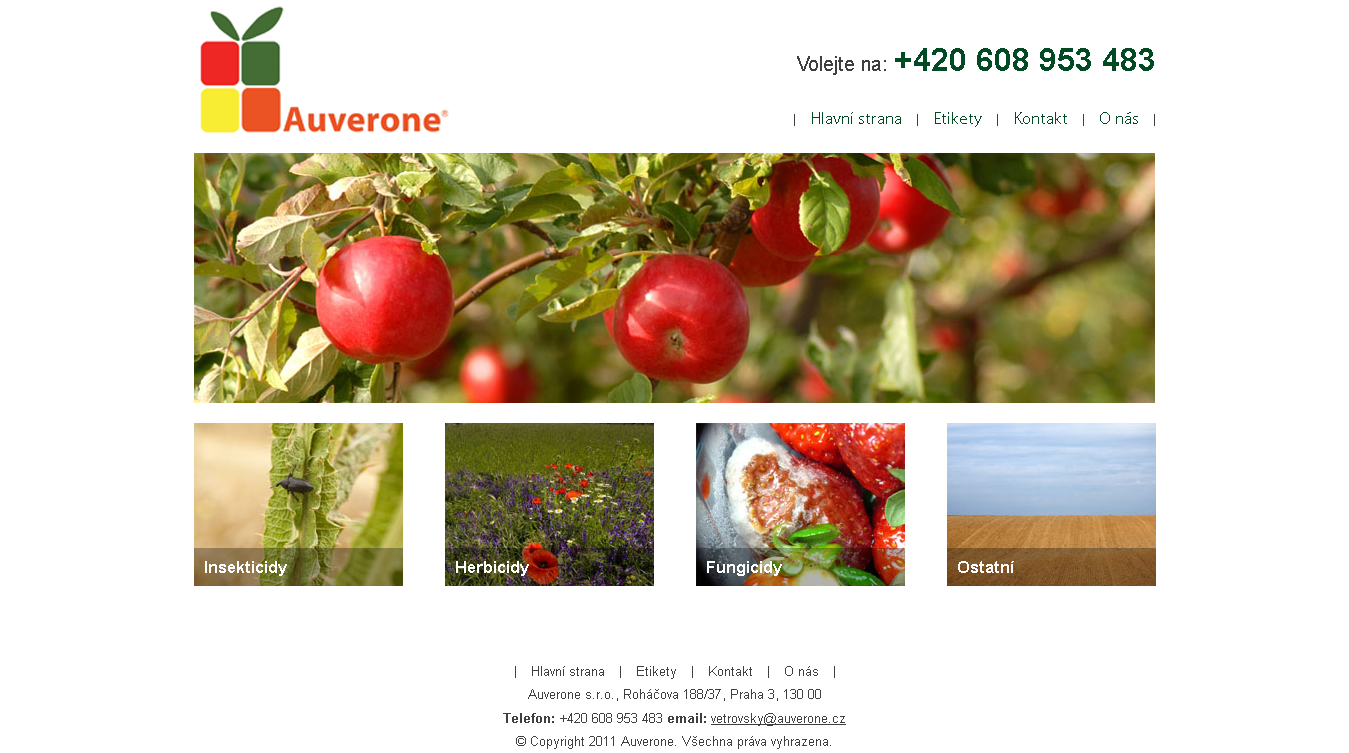 Auverone®
Volejte na: +420 608 953 483
| Hlavní strana | Etikety | Kontakt | O nás |
Insekticidy
Herbicidy
Fungicidy
Ostatní
| Hlavní strana | Etikety | Kontakt | O nás |
Auverone s.r.o., Roháčova 188/37, Praha 3, 130 00
Telefon: +420 608 953 483 email: vetrovsky@auverone.cz
© Copyright 2011 Auverone. Všechna práva vyhrazena.